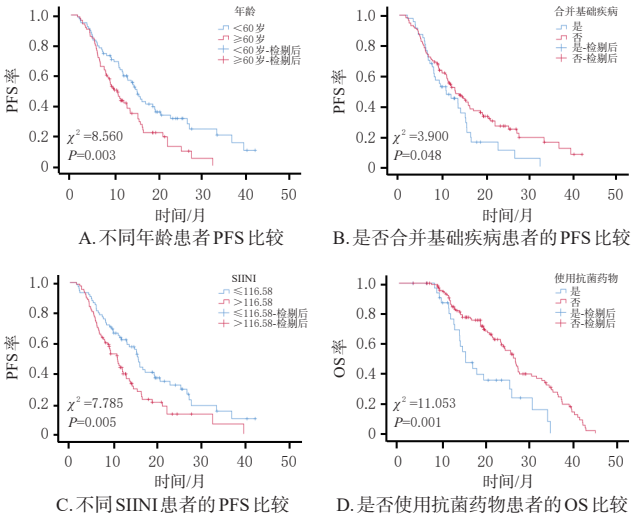 年龄
<60岁
≥60岁
<60岁-检剔后
≥60岁-检剔后
PFS率
1.0
0.8
0.6
0.4
0.2
0
χ²=8.560
P=0.003
0 10 20 30 40 50
时间/月
A.不同年龄患者PFS比较
合并基础疾病
是
否
是-检剔后
否-检剔后
PFS率
1.0
0.8
0.6
0.4
0.2
0
χ²=3.900
P=0.048
0 10 20 30 40 50
时间/月
B.是否合并基础疾病患者的PFS比较
SIINI
≤116.58
>116.58
≤116.58-检剔后
>116.58-检剔后
PFS率
1.0
0.8
0.6
0.4
0.2
0
χ²=7.785
P=0.005
0 10 20 30 40 50
时间/月
C.不同SIINI患者的PFS比较
使用抗菌药物
是
否
是-检剔后
否-检剔后
OS率
1.0
0.8
0.6
0.4
0.2
0
χ²=11.053
P=0.001
0 10 20 30 40 50
时间/月
D.是否使用抗菌药物患者的OS比较